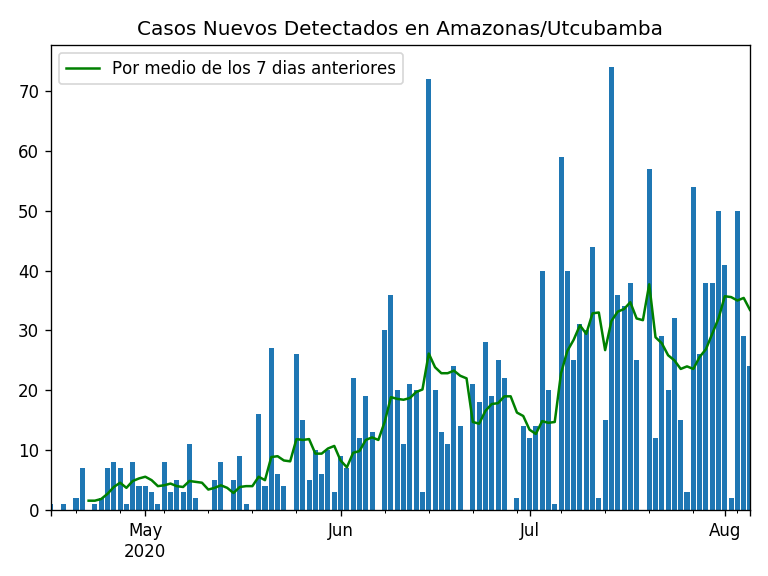 Casos Nuevos Detectados en Amazonas/Utcubamba
Por medio de los 7 dias anteriores
70
60
50
40
30
20
10
0
May
2020
Jun
Jul
Aug